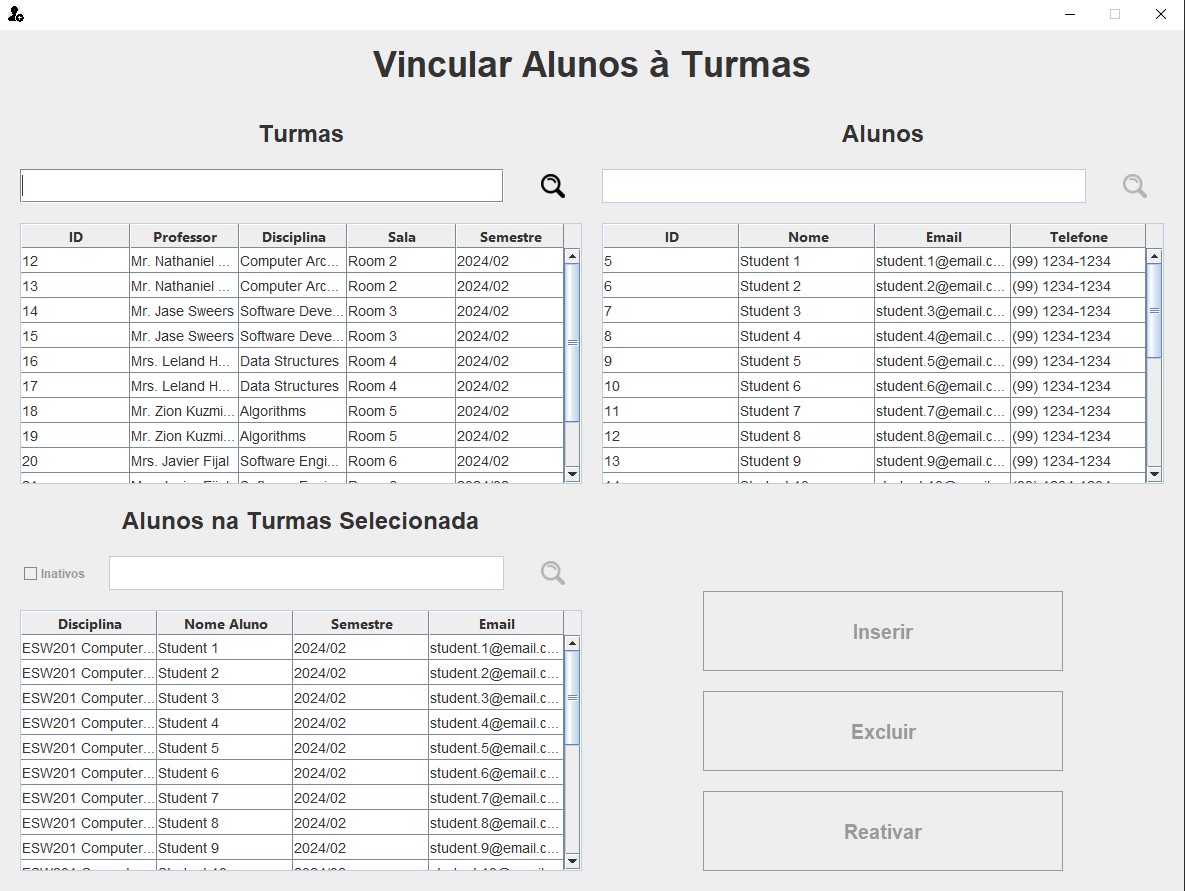 Vincular Alunos à Turmas
Turmas
ID Professor Disciplina Sala Semestre
12 Mr. Nathaniel ... Computer Arc... Room 2 2024/02
13 Mr. Nathaniel ... Computer Arc... Room 2 2024/02
14 Mr. Jase Sweers Software Deve... Room 3 2024/02
15 Mr. Jase Sweers Software Deve... Room 3 2024/02
16 Mrs. Leland H... Data Structures Room 4 2024/02
17 Mrs. Leland H... Data Structures Room 4 2024/02
18 Mr. Zion Kuzmi... Algorithms Room 5 2024/02
19 Mr. Zion Kuzmi... Algorithms Room 5 2024/02
20 Mrs. Javier Fijal Software Engi... Room 6 2024/02
Alunos
ID Nome Email Telefone
5 Student 1 student.1@email.c... (99) 1234-1234
6 Student 2 student.2@email.c... (99) 1234-1234
7 Student 3 student.3@email.c... (99) 1234-1234
8 Student 4 student.4@email.c... (99) 1234-1234
9 Student 5 student.5@email.c... (99) 1234-1234
10 Student 6 student.6@email.c... (99) 1234-1234
11 Student 7 student.7@email.c... (99) 1234-1234
12 Student 8 student.8@email.c... (99) 1234-1234
13 Student 9 student.9@email.c... (99) 1234-1234
Alunos na Turmas Selecionada
Inativos
Disciplina Nome Aluno Semestre Email
ESW201 Computer... Student 1 2024/02 student.1@email.c...
ESW201 Computer... Student 2 2024/02 student.2@email.c...
ESW201 Computer... Student 3 2024/02 student.3@email.c...
ESW201 Computer... Student 4 2024/02 student.4@email.c...
ESW201 Computer... Student 5 2024/02 student.5@email.c...
ESW201 Computer... Student 6 2024/02 student.6@email.c...
ESW201 Computer... Student 7 2024/02 student.7@email.c...
ESW201 Computer... Student 8 2024/02 student.8@email.c...
ESW201 Computer... Student 9 2024/02 student.9@email.c...
Inserir
Excluir
Reativar